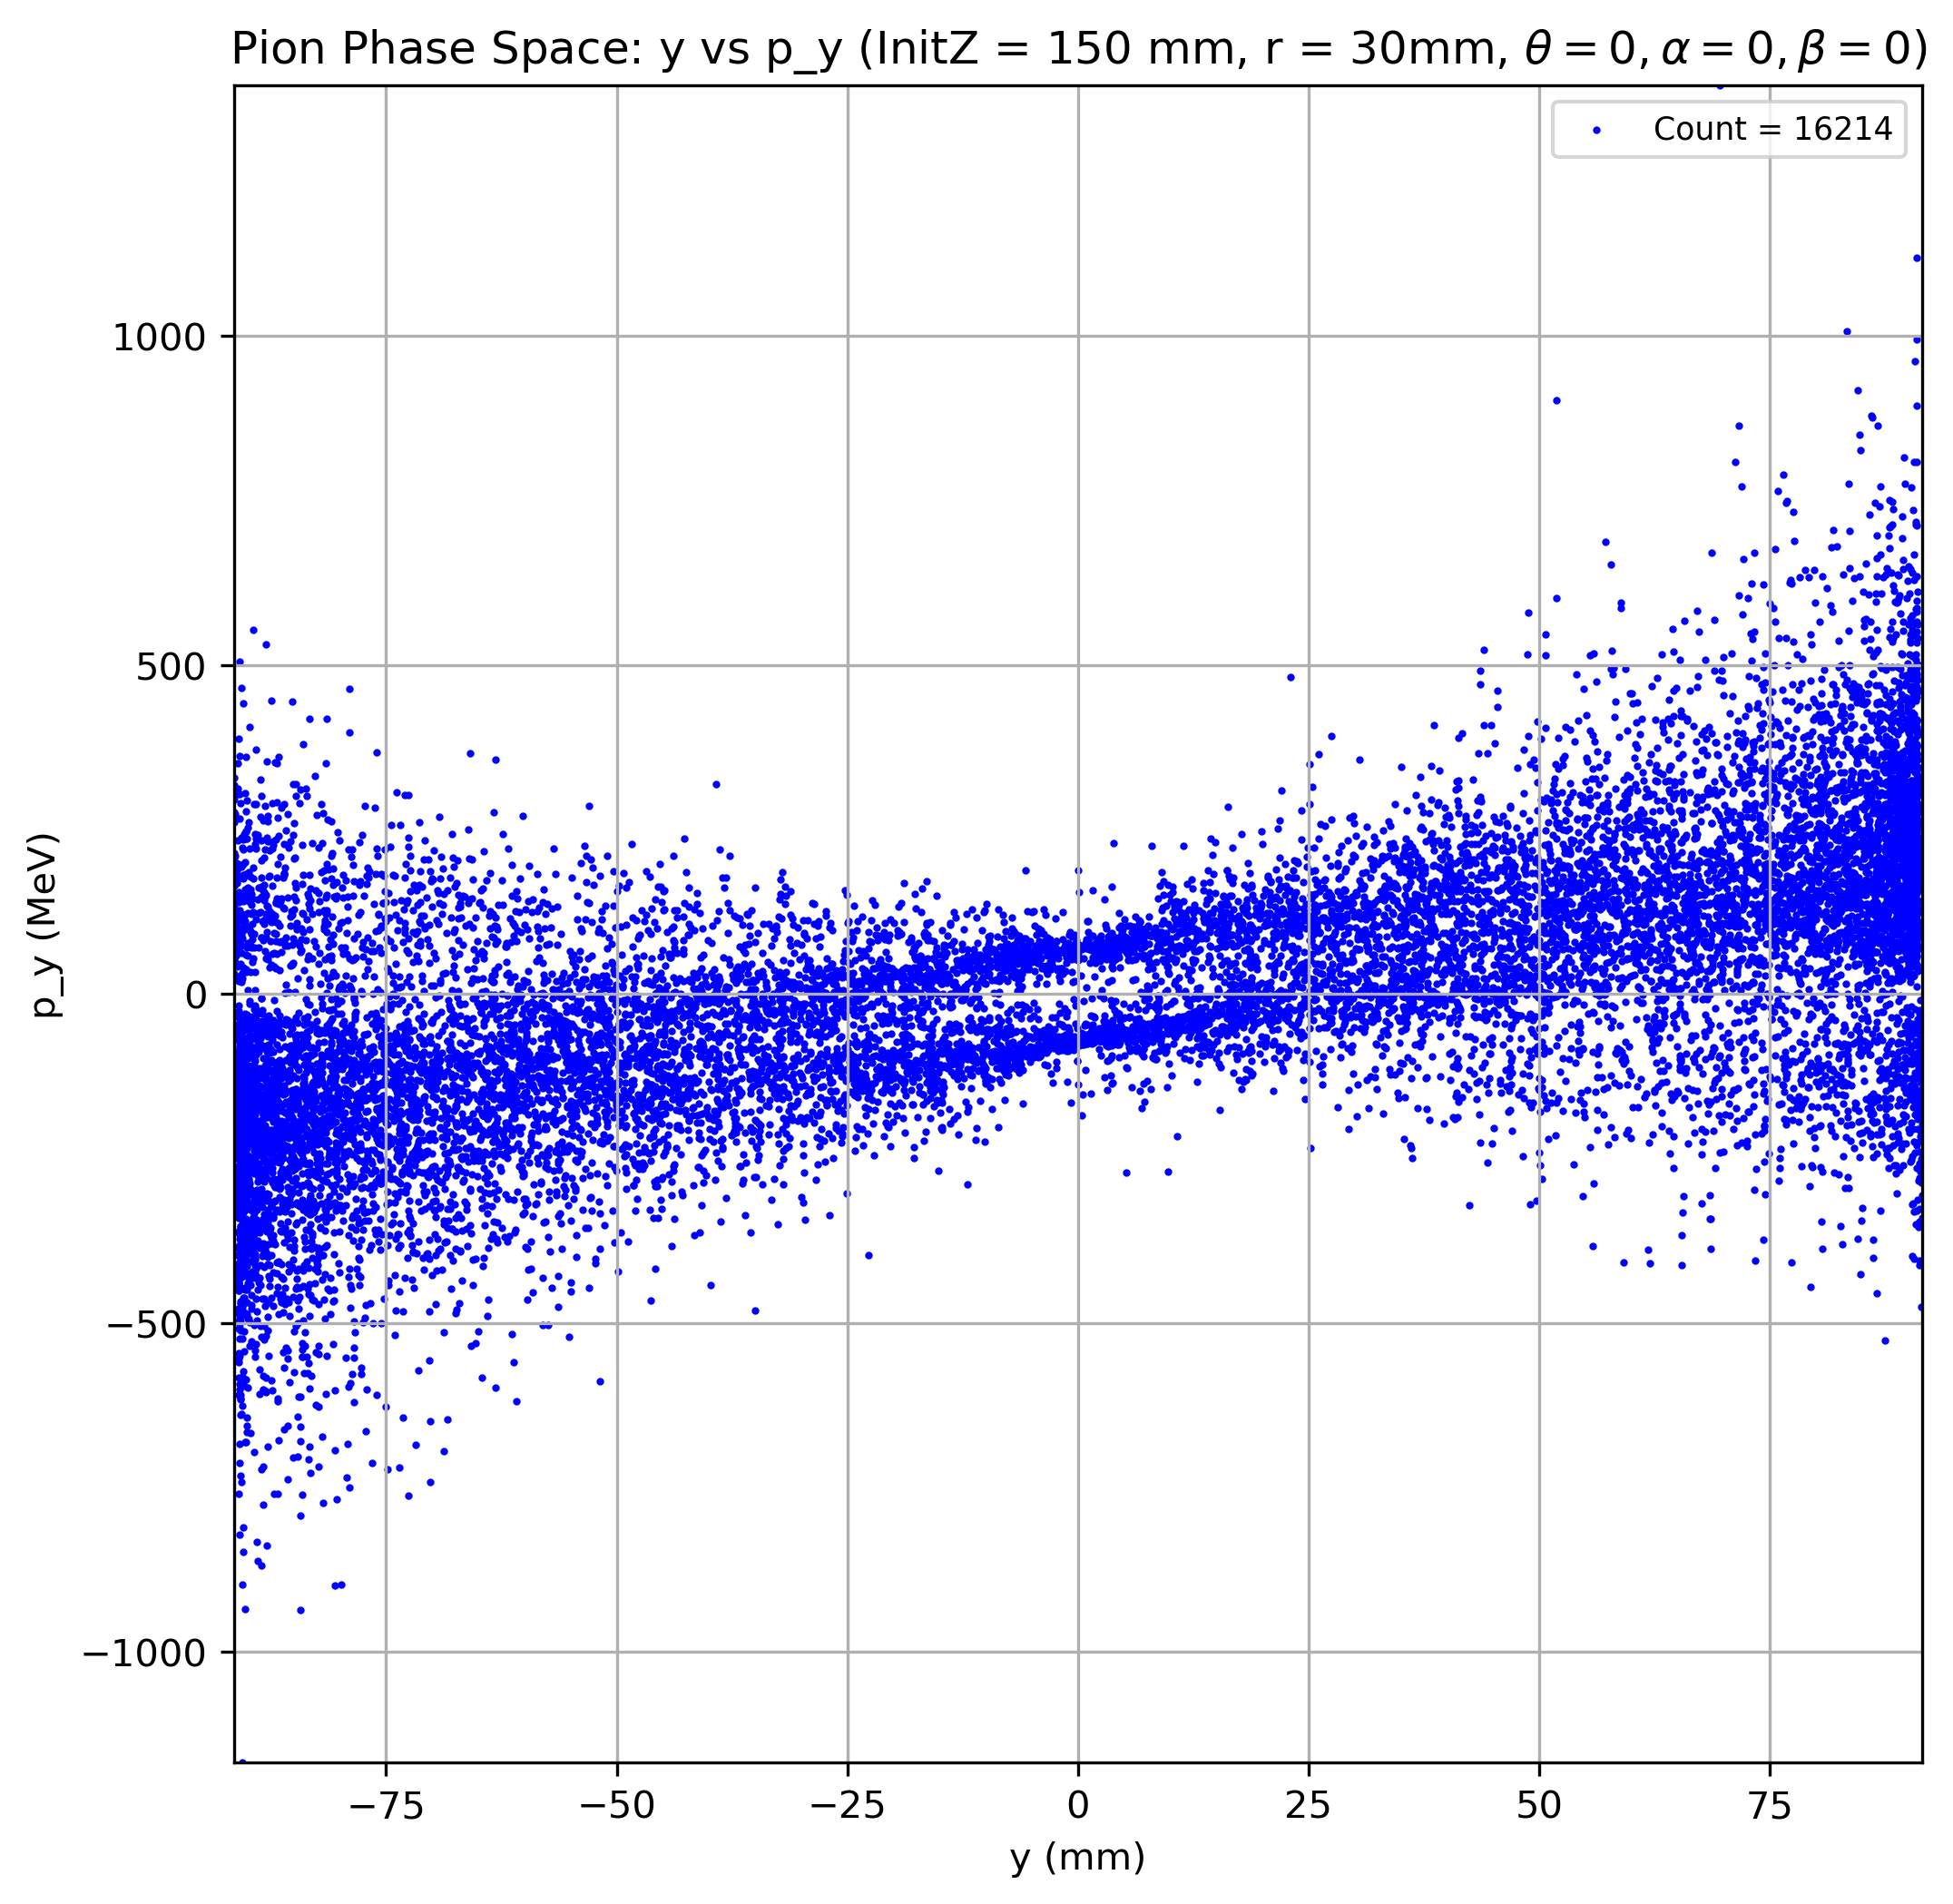 Pion Phase Space: y vs p_y (InitZ = 150 mm, r = 30mm, θ = 0, α = 0, β = 0)
Count = 16214
1000
500
0
−500
−1000
p_y (MeV)
−75 −50 −25 0 25 50 75
y (mm)